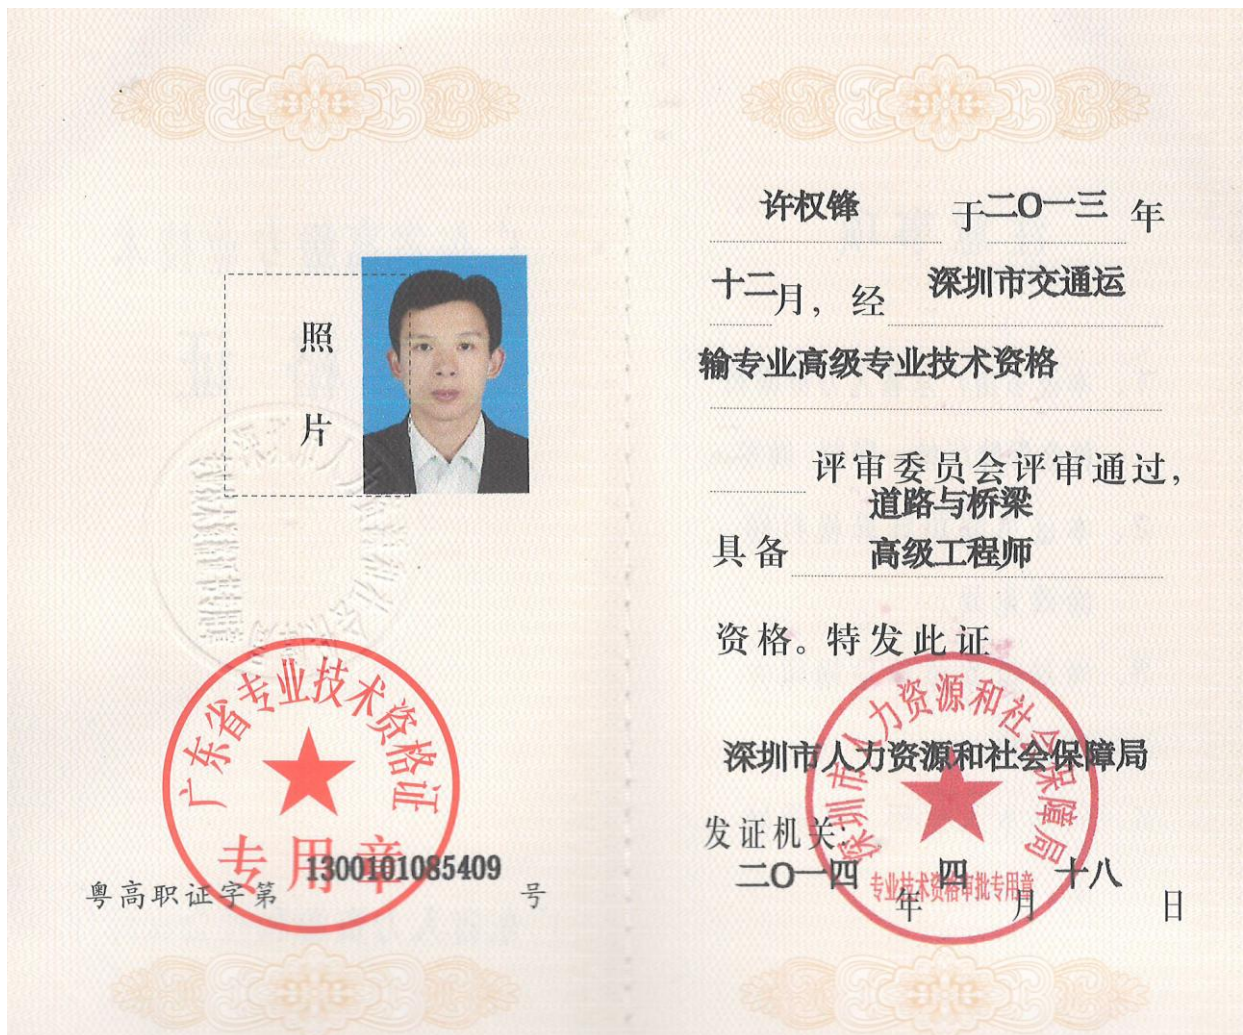 照
片
广东省专业技术资格证
专用章
粤高职证字第 1300101085409 号
许权锋 于二〇一三 年
十二月，经 深圳市交通运
输专业高级专业技术资格
评审委员会评审通过，
道路与桥梁
具备 高级工程师
资格。特发此证
深圳市人力资源和社会保障局
深圳市人力资源和社会保障局
发证机关:
二〇一四 年 四 月 十八 日
专业技术资格审批专用章